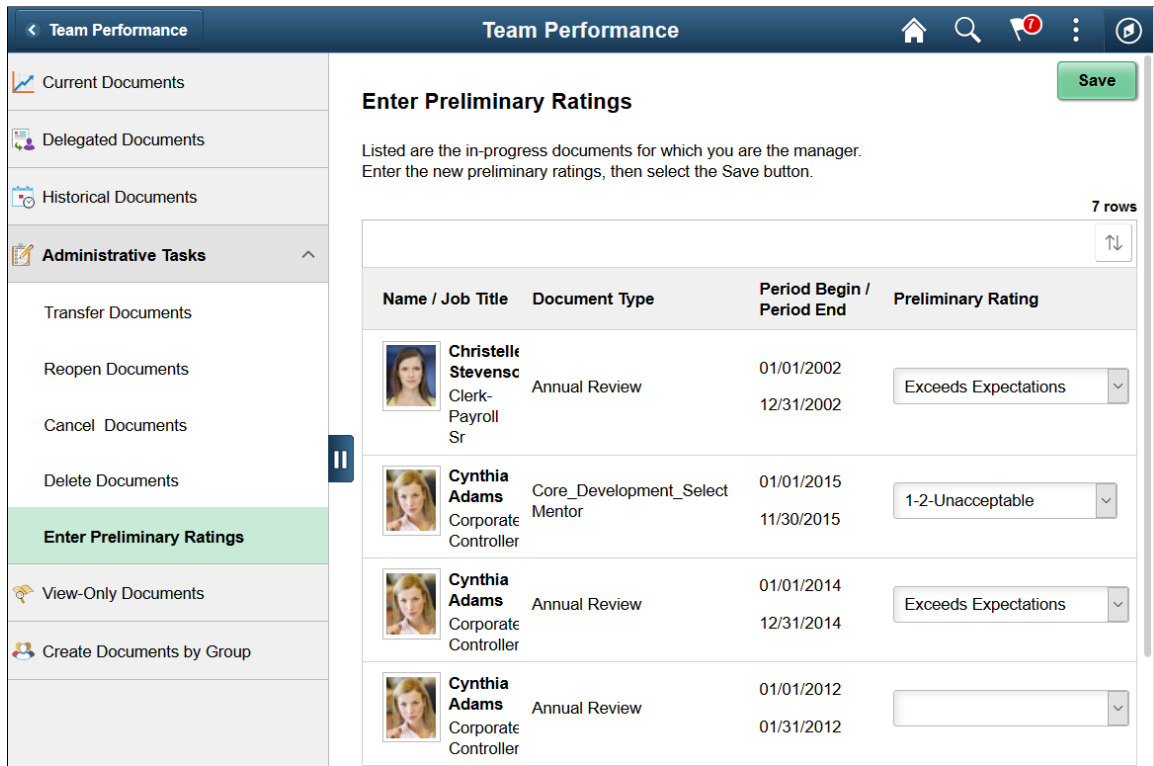 Team Performance
Team Performance
7
Current Documents
Delegated Documents
Historical Documents
Administrative Tasks
Transfer Documents
Reopen Documents
Cancel Documents
Delete Documents
Enter Preliminary Ratings
View-Only Documents
Create Documents by Group
Save
Enter Preliminary Ratings
Listed are the in-progress documents for which you are the manager.
Enter the new preliminary ratings, then select the Save button.
7 rows
Name / Job Title
Document Type
Period Begin /
Period End
Preliminary Rating
Christelle
Stevenso
Clerk-
Payroll
Sr
Annual Review
01/01/2002
12/31/2002
Exceeds Expectations
Cynthia
Adams
Corporate
Controller
Core_Development_Select
Mentor
01/01/2015
11/30/2015
1-2-Unacceptable
Cynthia
Adams
Corporate
Controller
Annual Review
01/01/2014
12/31/2014
Exceeds Expectations
Cynthia
Adams
Corporate
Controller
Annual Review
01/01/2012
01/31/2012